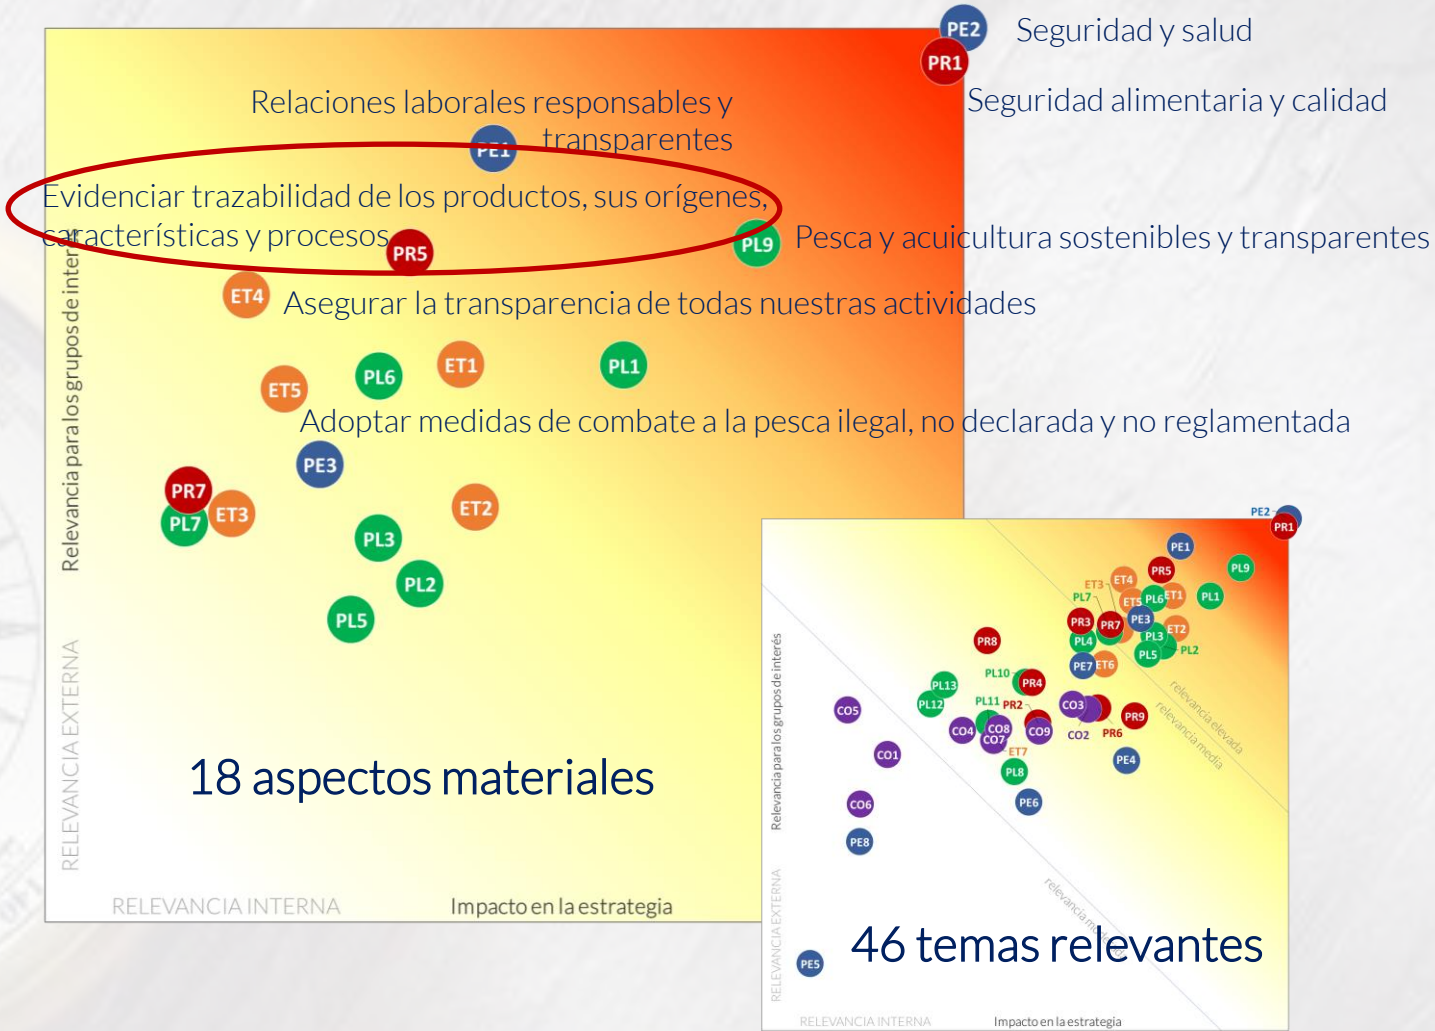 PE2 Seguridad y salud
PR1
Seguridad alimentaria y calidad
Relaciones laborales responsables y
transparentes
PE1
Evidenciar trazabilidad de los productos, sus orígenes,
características y procesos
PR5
PL9 Pesca y acuicultura sostenibles y transparentes
ET4 Asegurar la transparencia de todas nuestras actividades
ET1
PL1
PL6
ET5
Adoptar medidas de combate a la pesca ilegal, no declarada y no reglamentada
PE3
PR7
PL7
ET3
ET2
PL3
PL2
PL5
Relevancia para los grupos de interés
RELEVANCIA EXTERNA
18 aspectos materiales
RELEVANCIA INTERNA
Impacto en la estrategia
PE2
PR1
PE1
PR5
PL9
ET4
ET3
PL7
ET5
PL6
ET1
PL1
PR3
PR7
PE3
ET2
PL4
PL3
PL2
PL5
PR8
PE7
ET6
PL10
PR4
PL13
PL12
PL11
PR2
CO3
CO2
PR6
PR9
CO5
CO4
CO8
CO7
CO9
ET7
CO1
PE4
PL8
CO6
PE6
PE8
PE5
relevancia elevada
relevancia media
Relevancia para los grupos de interés
RELEVANCIA EXTERNA
46 temas relevantes
RELEVANCIA INTERNA
Impacto en la estrategia